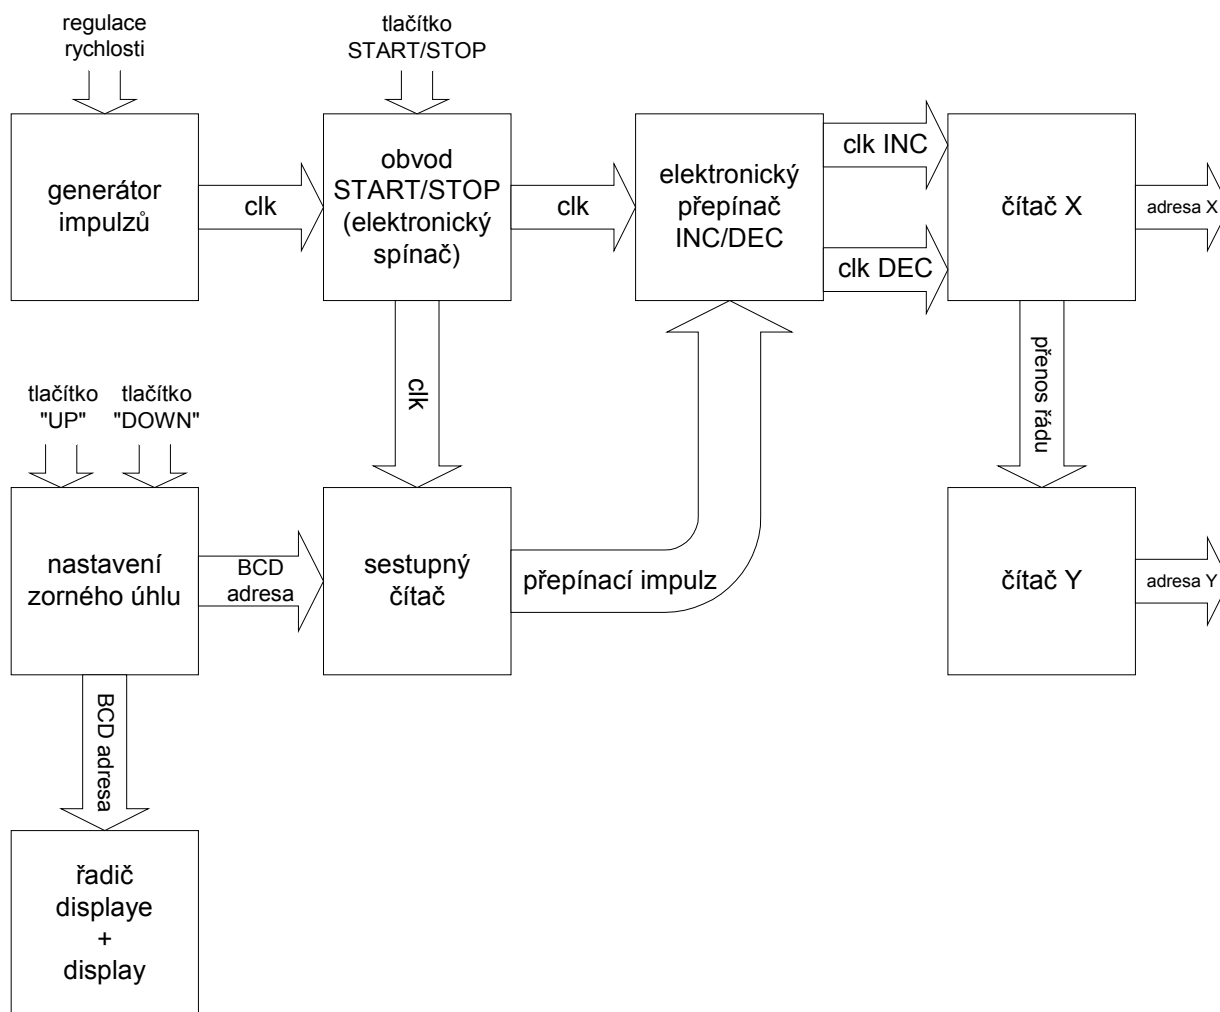 regulace
rychlosti
tlačítko
START/STOP
generátor
impulzů
clk
obvod
START/STOP
(elektronický
spínač)
clk
elektronický
přepínač
INC/DEC
clk INC
clk DEC
čítač X
adresa X
clk
přenos řádu
tlačítko
"UP"
tlačítko
"DOWN"
nastavení
zorného úhlu
BCD
adresa
sestupný
čítač
přepínací impulz
čítač Y
adresa Y
BCD adresa
řadič
displaye
+
display